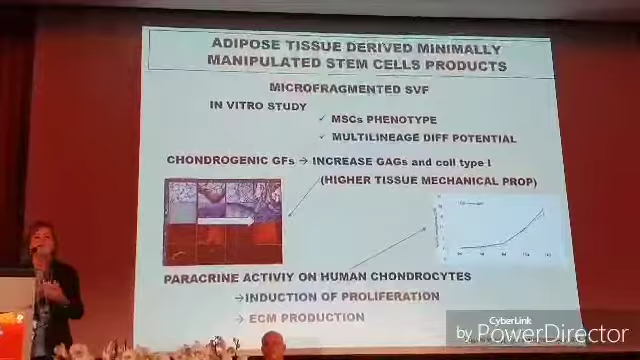 ADIPOSE TISSUE DERIVED MINIMALLY
MANIPULATED STEM CELLS PRODUCTS
MICROFRAGMENTED SVF
IN VITRO STUDY
✓ MSCs PHENOTYPE
✓ MULTILINEAGE DIFF POTENTIAL
CHONDROGENIC GFs → INCREASE GAGs and coll type I
(HIGHER TISSUE MECHANICAL PROP)
PARACRINE ACTIVIY ON HUMAN CHONDROCYTES
→INDUCTION OF PROLIFERATION
→ ECM PRODUCTION
CyberLink
by PowerDirector